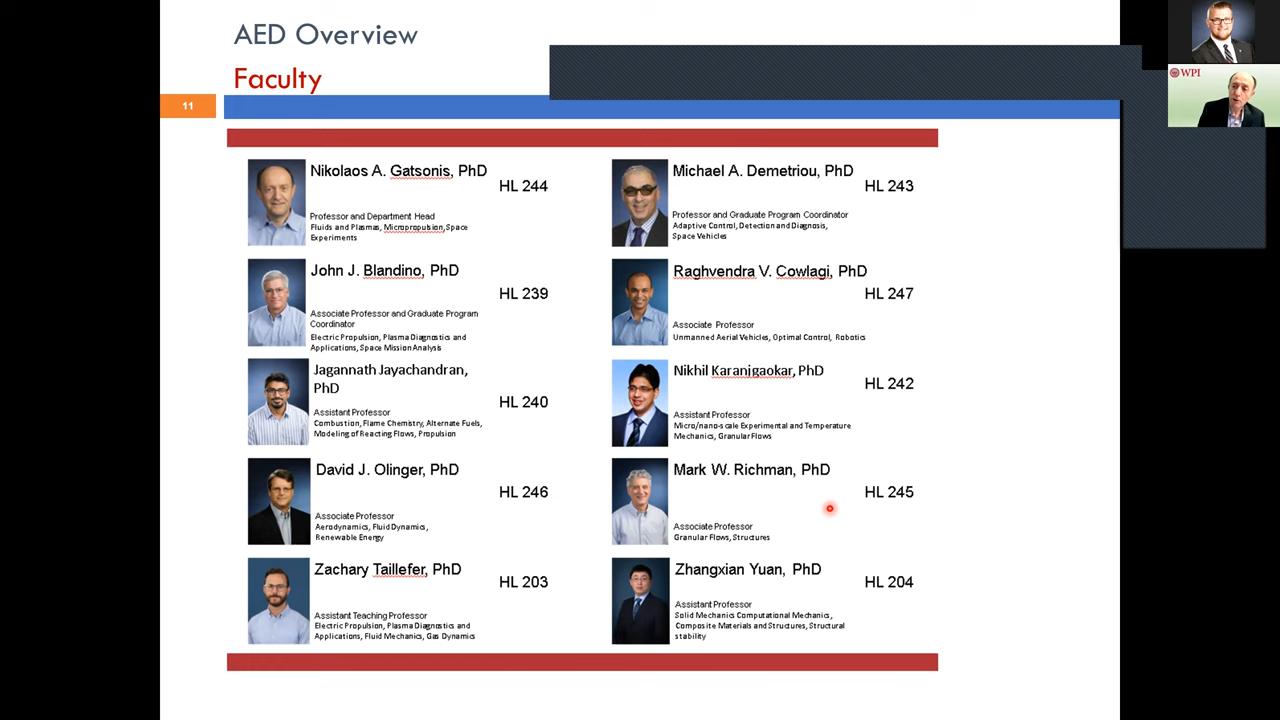 AED Overview
Faculty
11
WPI
Nikolaos A. Gatsonis, PhD
HL 244
Professor and Department Head
Fluids and Plasmas, Micropropulsion, Space
Experiments
Michael A. Demetriou, PhD
HL 243
Professor and Graduate Program Coordinator
Adaptive Control, Detection and Diagnosis,
Space Vehicles
John J. Blandino, PhD
HL 239
Associate Professor and Graduate Program
Coordinator
Electric Propulsion, Plasma Diagnostics and
Applications, Space Mission Analysis
Raghvendra V. Cowlagi, PhD
HL 247
Associate Professor
Unmanned Aerial Vehicles, Optimal Control, Robotics
Jagannath Jayachandran,
PhD
HL 240
Assistant Professor
Combustion, Flame Chemistry, Alternate Fuels,
Modeling of Reacting Flows, Propulsion
Nikhil Karanjgaokar, PhD
HL 242
Assistant Professor
Micro/nano-scale Experimental and Temperature
Mechanics, Granular Flows
David J. Olinger, PhD
HL 246
Associate Professor
Aerodynamics, Fluid Dynamics,
Renewable Energy
Mark W. Richman, PhD
HL 245
Associate Professor
Granular Flows, Structures
Zachary Taillefer, PhD
HL 203
Assistant Teaching Professor
Electric Propulsion, Plasma Diagnostics and
Applications, Fluid Mechanics, Gas Dynamics
Zhangxian Yuan, PhD
HL 204
Assistant Professor
Solid Mechanics Computational Mechanics,
Composite Materials and Structures, Structural
stability